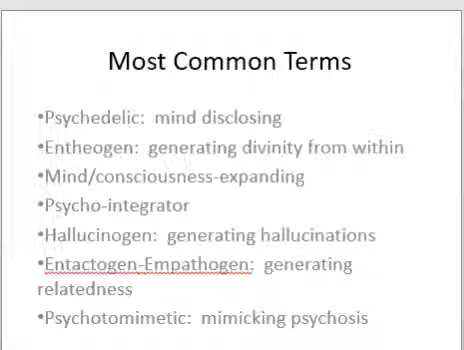 Most Common Terms
•Psychedelic: mind disclosing
•Entheogen: generating divinity from within
•Mind/consciousness-expanding
•Psycho-integrator
•Hallucinogen: generating hallucinations
•Entactogen-Empathogen: generating
relatedness
•Psychotomimetic: mimicking psychosis